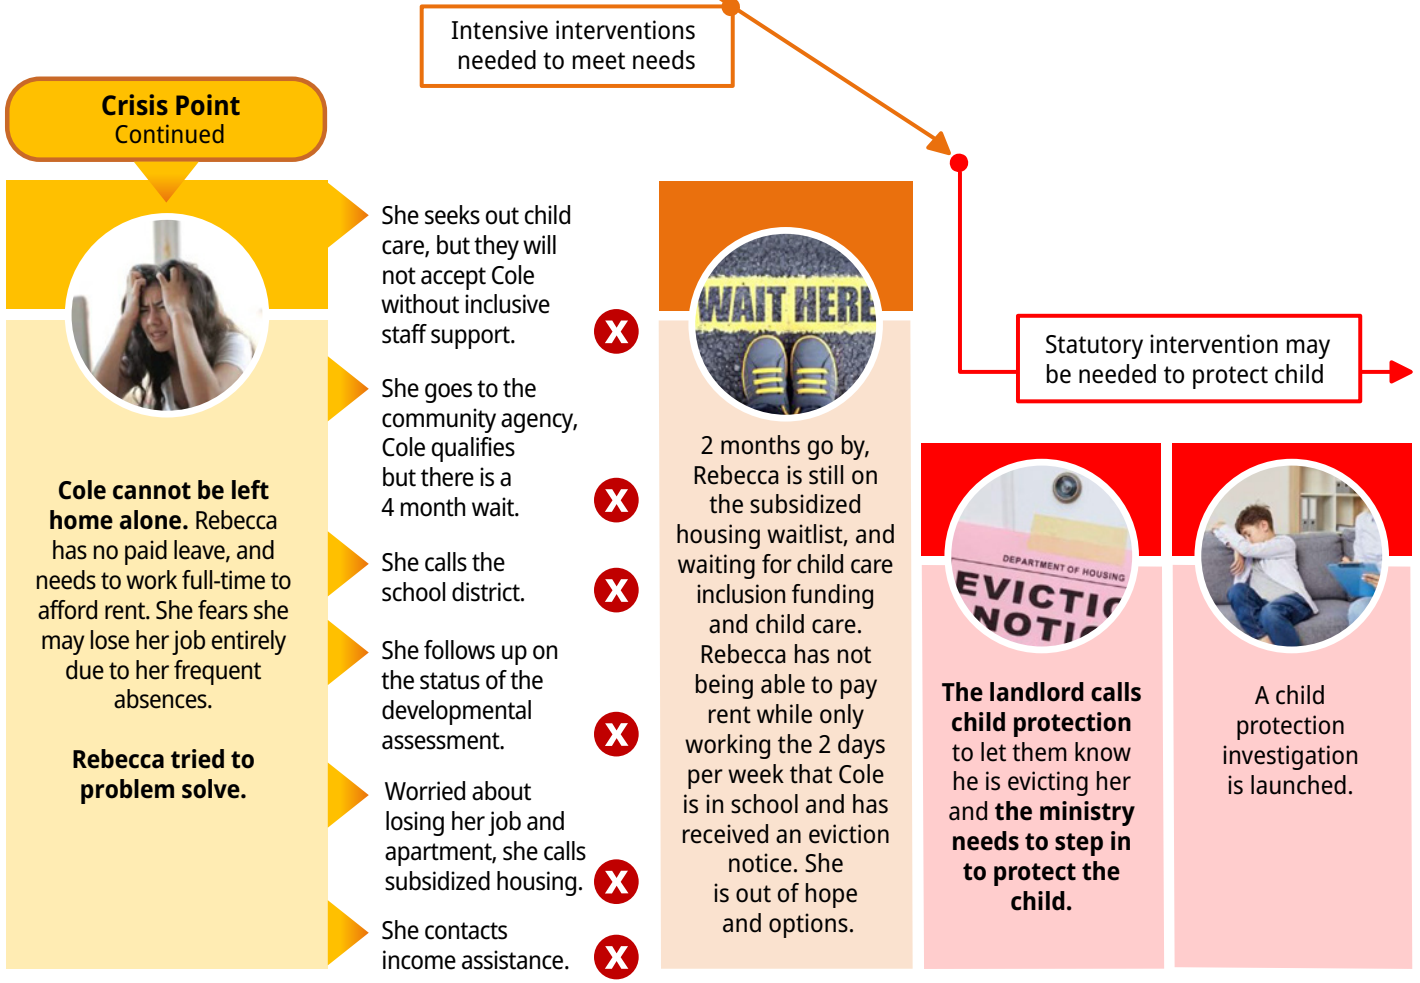 Intensive interventions
needed to meet needs
Crisis Point
Continued
Cole cannot be left
home alone. Rebecca
has no paid leave, and
needs to work full-time to
afford rent. She fears she
may lose her job entirely
due to her frequent
absences.
Rebecca tried to
problem solve.
She seeks out child
care, but they will
not accept Cole
without inclusive
staff support.
X
She goes to the
community agency,
Cole qualifies
but there is a
4 month wait.
X
She calls the
school district.
X
She follows up on
the status of the
developmental
assessment.
X
Worried about
losing her job and
apartment, she calls
subsidized housing.
X
She contacts
income assistance.
X
WAIT HERE
2 months go by,
Rebecca is still on
the subsidized
housing waitlist, and
waiting for child care
inclusion funding
and child care.
Rebecca has not
being able to pay
rent while only
working the 2 days
per week that Cole
is in school and has
received an eviction
notice. She
is out of hope
and options.
Statutory intervention may
be needed to protect child
DEPARTMENT OF HOUSING
EVICTIO
NOTIC
The landlord calls
child protection
to let them know
he is evicting her
and the ministry
needs to step in
to protect the
child.
A child
protection
investigation
is launched.